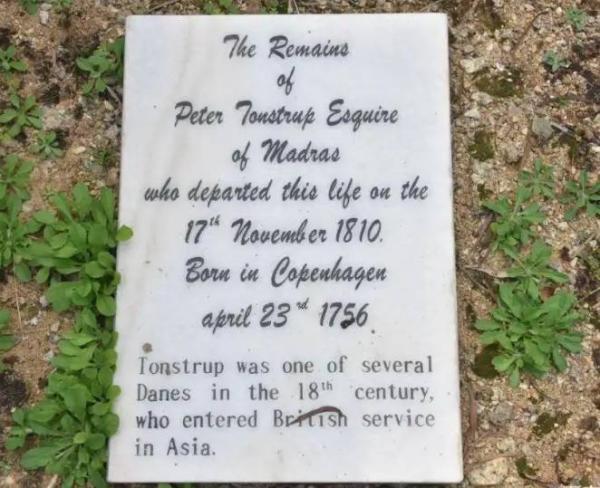 The Remains
of
Peter Tonstrup Esquire
of Madras
who departed this life on the
17th November 1810.
Born in Copenhagen
april 23rd 1756
Tonstrup was one of several
Danes in the 18th century,
who entered British service
in Asia.